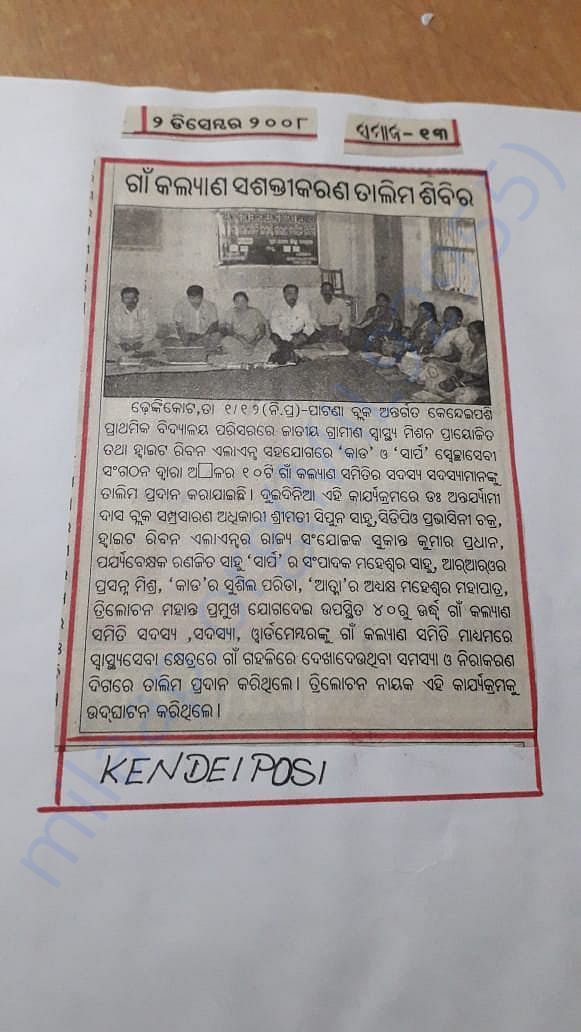 ୨ ଡିସେମ୍ବର ୨୦୦୮
ସମାଜ-୧୩
ଗାଁ କଲ୍ୟାଣ ସଶକ୍ତୀକରଣ ତାଲିମ ଶିବିର
ଢ଼େଙ୍କିକୋଟ,ତା ୧/୧୨(ନି.ପ୍ର)-ପାଟଣା ବ୍ଲକ ଅନ୍ତର୍ଗତ କେନ୍ଦେଇପଶି
ପ୍ରାଥମିକ ବିଦ୍ୟାଳୟ ପରିସରରେ ଜାତୀୟ ଗ୍ରାମୀଣ ସ୍ୱାସ୍ଥ୍ୟ ମିଶନ ପ୍ରାୟୋଜିତ
ତଥା ହ୍ୱାଇଟ ରିବନ ଏଲାଏନ୍ସ ସହଯୋଗରେ 'କାଡ' ଓ 'ସାର୍ପ' ସ୍ୱେଚ୍ଛାସେବୀ
ସଂଗଠନ ଦ୍ୱାରା ଅ□ଳର ୧୦ଟି ଗାଁ କଲ୍ୟାଣ ସମିତିର ସଦସ୍ୟ ସଦସ୍ୟାମାନଙ୍କୁ
ତାଲିମ ପ୍ରଦାନ କରାଯାଇଛି । ଦୁଇଦିନିଆ ଏହି କାର୍ଯ୍ୟକ୍ରମରେ ଡଃ ଅନ୍ତର୍ଯ୍ୟାମୀ
ଦାସ ବ୍ଲକ ସମ୍ପ୍ରସାରଣ ଅଧିକାରୀ ଶ୍ରୀମତୀ ସିପୁନ ସାହୁ,ସିଡିପିଓ ପ୍ରଭାସିନୀ ଚକ୍ର,
ହ୍ୱାଇଟ ରିବନ ଏଲାଏନ୍ସର ରାଜ୍ୟ ସଂଯୋଜକ ସୁକାନ୍ତ କୁମାର ପ୍ରଧାନ,
ପର୍ଯ୍ୟବେକ୍ଷକ ରଣଜିତ ସାହୁ 'ସାର୍ପ' ର ସଂପାଦକ ମହେଶ୍ୱର ସାହୁ, ଆର୍‌ଆର୍‌ଓର
ପ୍ରସନ୍ନ ମିଶ୍ର, 'କାଡ'ର ସୁଶିଲ ପରିଡା, ଅଧ୍ୟକ୍ଷ ମହେଶ୍ୱର ମହାପାତ୍ର,
ତ୍ରିଲୋଚନ ମହାନ୍ତ ପ୍ରମୁଖ ଯୋଗଦେଇ ଉପସ୍ଥିତ ୪୦ରୁ ଉର୍ଦ୍ଧ୍ୱ ଗାଁ କଲ୍ୟାଣ
ସମିତି ସଦସ୍ୟ ,ସଦସ୍ୟା, ୱାର୍ଡମେମ୍ବରଙ୍କୁ ଗାଁ କଲ୍ୟାଣ ସମିତି ମାଧ୍ୟମରେ
ସ୍ୱାସ୍ଥ୍ୟସେବା କ୍ଷେତ୍ରରେ ଗାଁ ଗହଳିରେ ଦେଖାଦେଉଥିବା ସମସ୍ୟା ଓ ନିରାକରଣ
ଦିଗରେ ତାଲିମ ପ୍ରଦାନ କରିଥିଲେ । ତ୍ରିଲୋଚନ ନାୟକ ଏହି କାର୍ଯ୍ୟକ୍ରମକୁ
ଉଦ୍‌ଘାଟନ କରିଥିଲେ ।
KENDEIPOSI